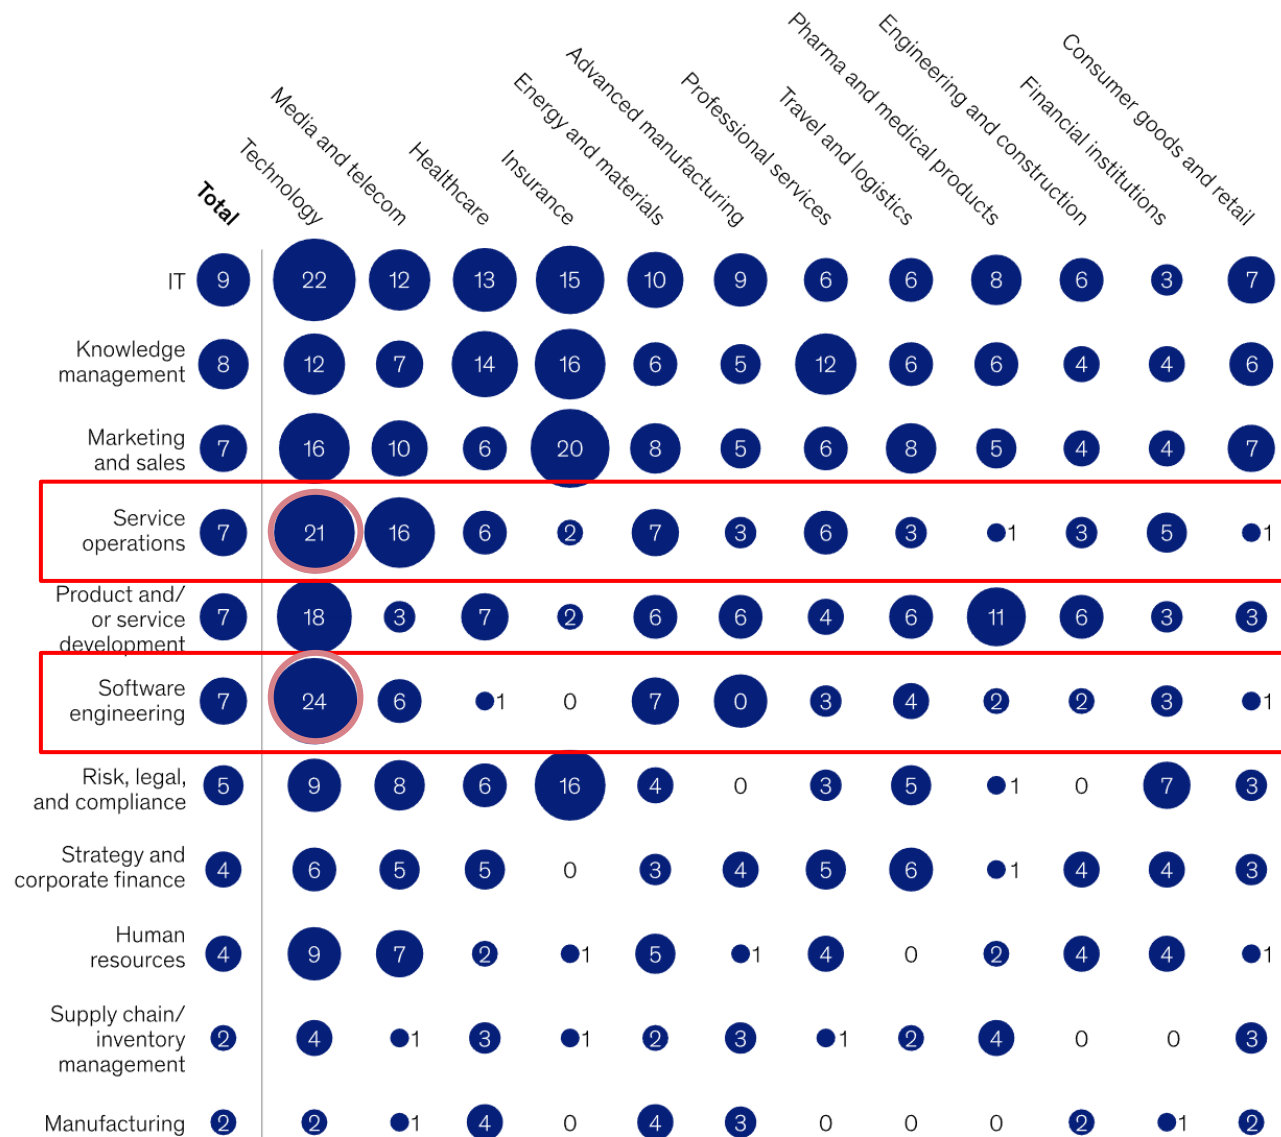 Total
Technology
Media and telecom
Healthcare
Insurance
Energy and materials
Advanced manufacturing
Professional services
Travel and logistics
Pharma and medical products
Engineering and construction
Financial institutions
Consumer goods and retail
IT 9 22 12 13 15 10 9 6 6 8 6 3 7
Knowledge
management 8 12 7 14 16 6 5 12 6 6 4 4 6
Marketing
and sales 7 16 10 6 20 8 5 6 8 5 4 4 7
Service
operations 7 21 16 6 2 7 3 6 3 1 3 5 1
Product and/
or service
development 7 18 3 7 2 6 6 4 6 11 6 3 3
Software
engineering 7 24 6 1 0 7 0 3 4 2 2 3 1
Risk, legal,
and compliance 5 9 8 6 16 4 0 3 5 1 0 7 3
Strategy and
corporate finance 4 6 5 5 0 3 4 5 6 1 4 4 3
Human
resources 4 9 7 2 1 5 1 4 0 2 4 4 1
Supply chain/
inventory
management 2 4 1 3 1 2 3 1 2 4 0 0 3
Manufacturing 2 2 1 4 0 4 3 0 0 0 2 1 2